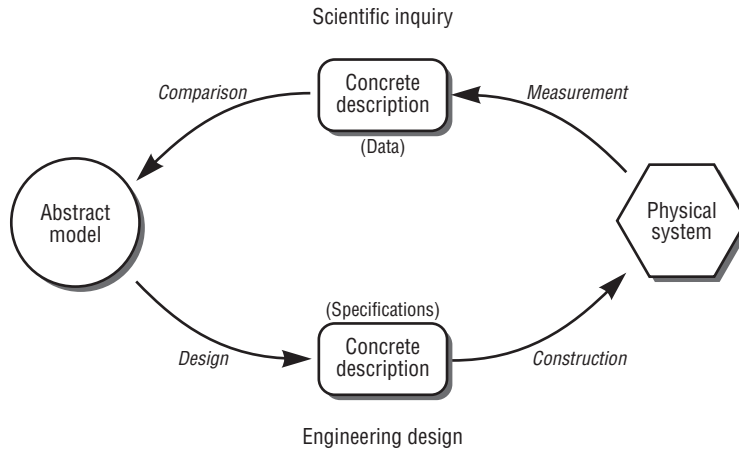 Scientific inquiry
Concrete
description
(Data)
Comparison
Measurement
Abstract
model
Physical
system
(Specifications)
Concrete
description
Design
Construction
Engineering design